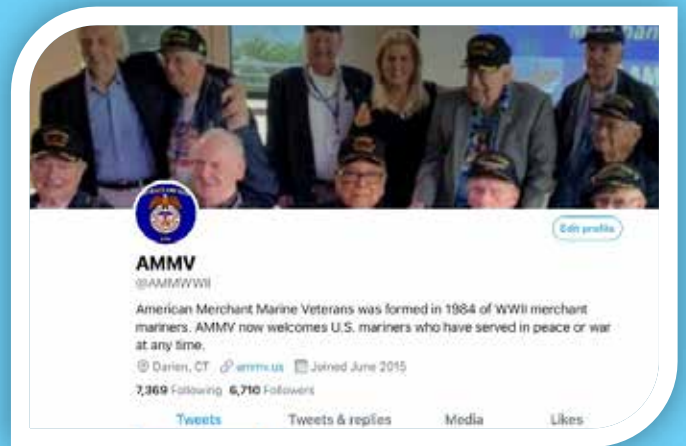 Edit profile
AMMV
@AMMWWII
American Merchant Marine Veterans was formed in 1984 of WWII merchant
mariners. AMMV now welcomes U.S. mariners who have served in peace or war
at any time.
Darien, CT ammv.us Joined June 2015
7,369 Following 6,710 Followers
Tweets Tweets & replies Media Likes